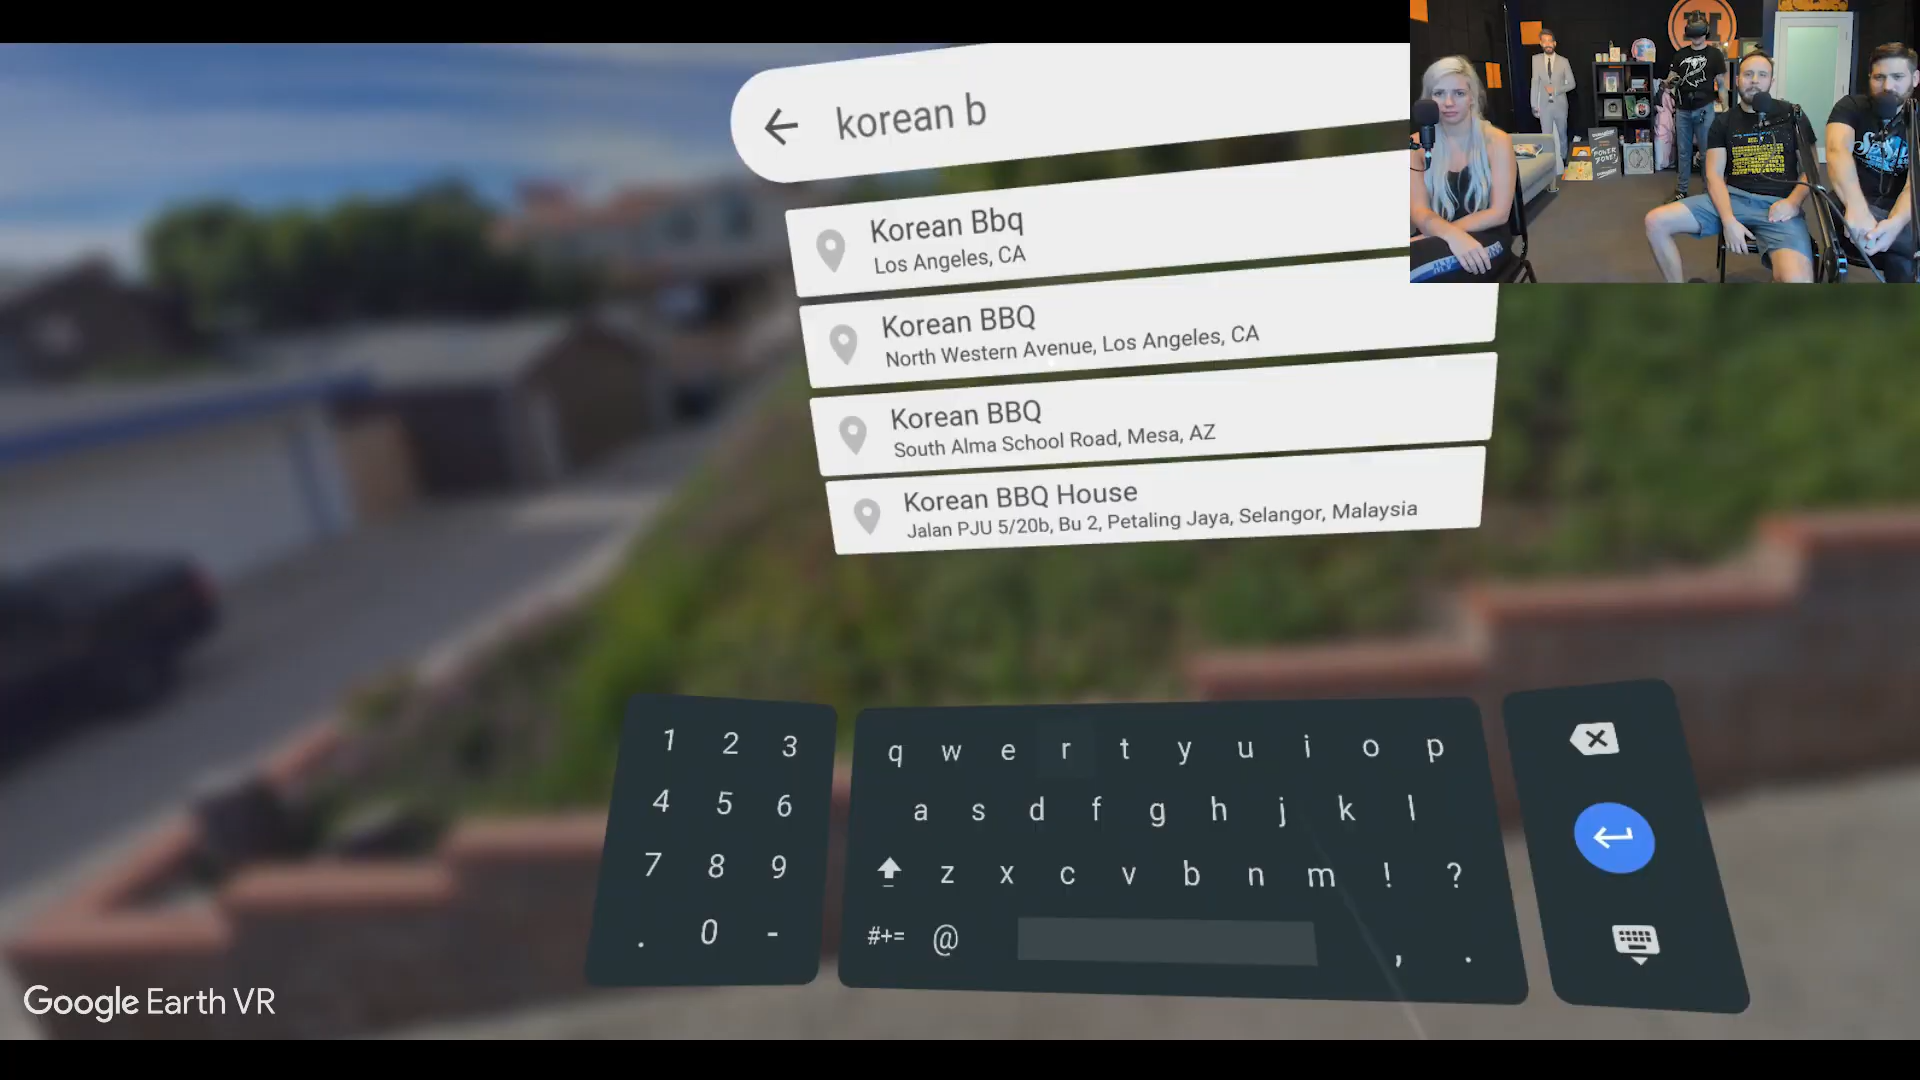 korean b
Korean Bbq
Los Angeles, CA
Korean BBQ
North Western Avenue, Los Angeles, CA
Korean BBQ
South Alma School Road, Mesa, AZ
Korean BBQ House
Jalan PJU 5/20b, Bu 2, Petaling Jaya, Selangor, Malaysia
1 2 3
q w e r t y u i o p
4 5 6
a s d f g h j k l
7 8 9
z x c v b n m ! ?
. 0 -
#+= @ , .
Google Earth VR
POWER
ZONE!